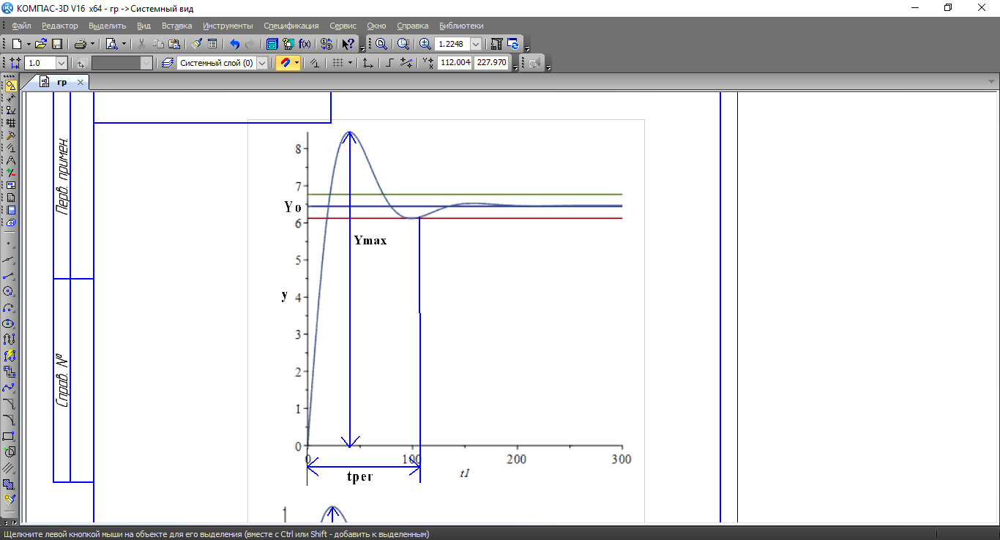 КОМПАС-3D V16 x64 - гр ->Системный вид
Файл Редактор Выделить Вид Вставка Инструменты Спецификация Сервис Окно Справка Библиотеки
f(x) 1.2248
1.0 Системный слой (0) 112.004 227.970
гр
Перв. примен.
Справ. №
8
7
Yo
6
Ymax
5
y 4
3
2
1
0
0 100 200 300
tper t1
1
Щелкните левой кнопкой мыши на объекте для его выделения (вместе с Ctrl или Shift - добавить к выделенным)